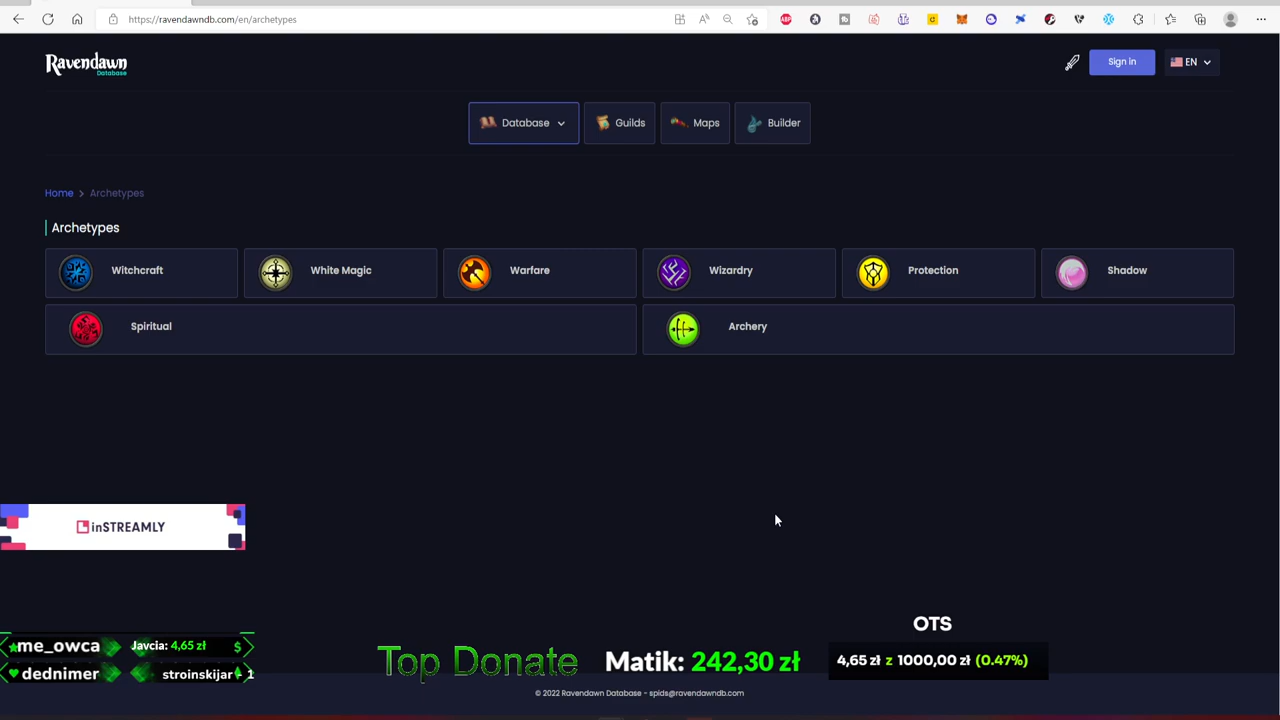 https://ravendawndb.com/en/archetypes
Ravendawn
Database
Sign in
EN
Database
Guilds
Maps
Builder
Home > Archetypes
Archetypes
Witchcraft
White Magic
Warfare
Wizardry
Protection
Shadow
Spiritual
Archery
inSTREAMLY
OTS
me_owca
Javcia: 4,65 zł
$
Top Donate
Matik: 242,30 zł
4,65 zł z 1000,00 zł (0.47%)
dednimer
stroinskijar - 1
© 2022 Ravendawn Database - spids@ravendawndb.com